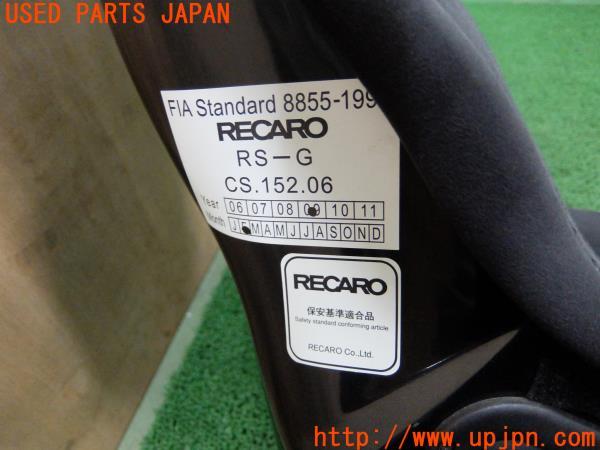 USED PARTS JAPAN
FIA Standard 8855-199
RECARO
RS-G
CS.152.06
Year 06 07 08 09 10 11
Month J F M A M J J A S O N D
RECARO
保安基準適合品
Safety standard conforming article
RECARO Co.,Ltd.
http://www.upjpn.com/